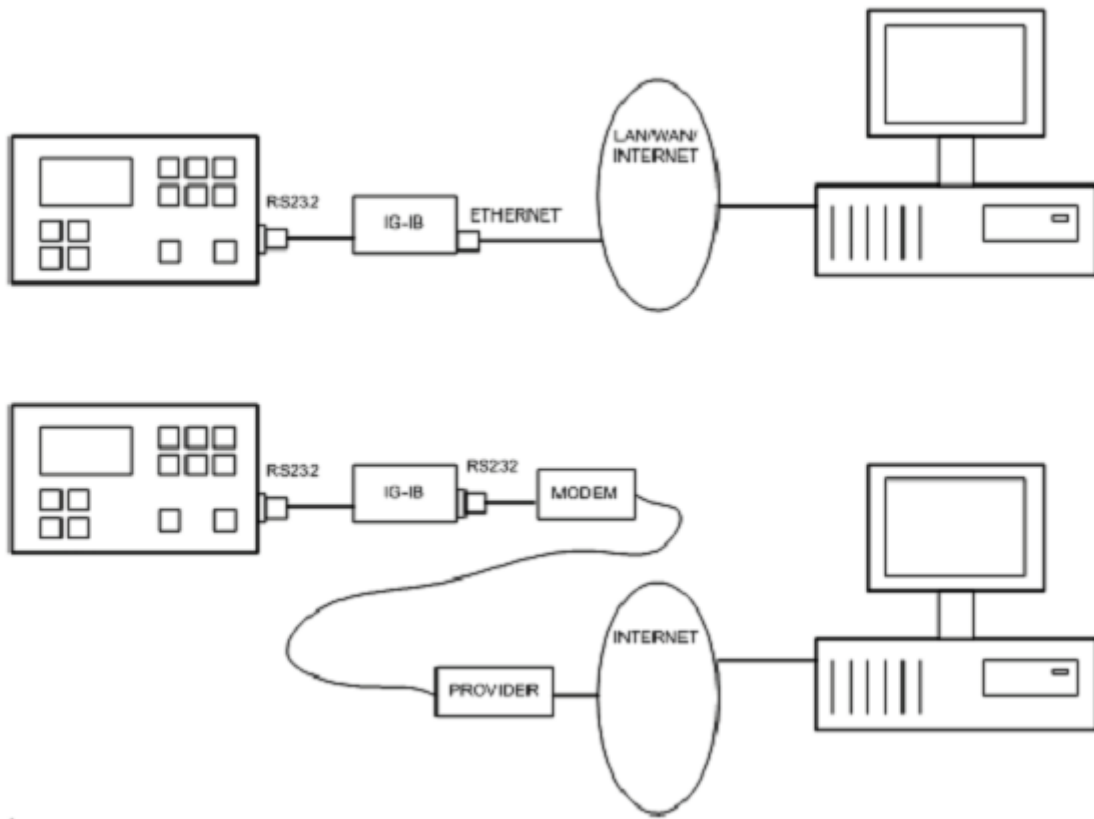 LAN/WAN/
INTERNET
RS232
IG-IB
ETHERNET
RS232
IG-IB
RS232
MODEM
INTERNET
PROVIDER